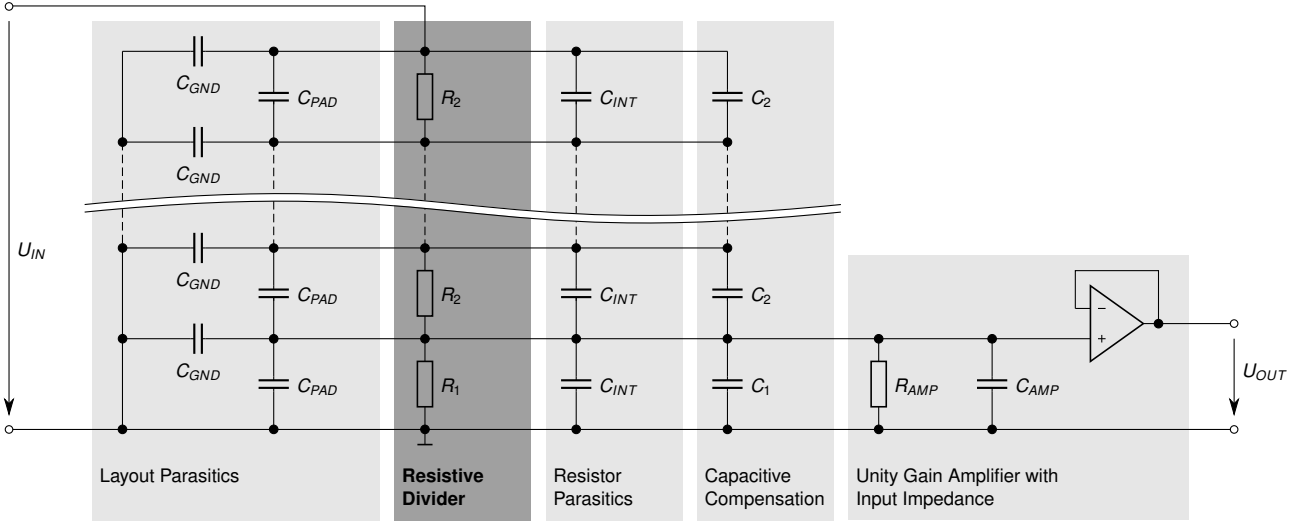 C_GND
C_PAD
R_2
C_INT
C_2
C_GND
U_IN
C_GND
C_PAD
R_2
C_INT
C_2
−
+
C_GND
C_PAD
R_1
C_INT
C_1
R_AMP
C_AMP
U_OUT
Layout Parasitics
Resistive
Divider
Resistor
Parasitics
Capacitive
Compensation
Unity Gain Amplifier with
Input Impedance